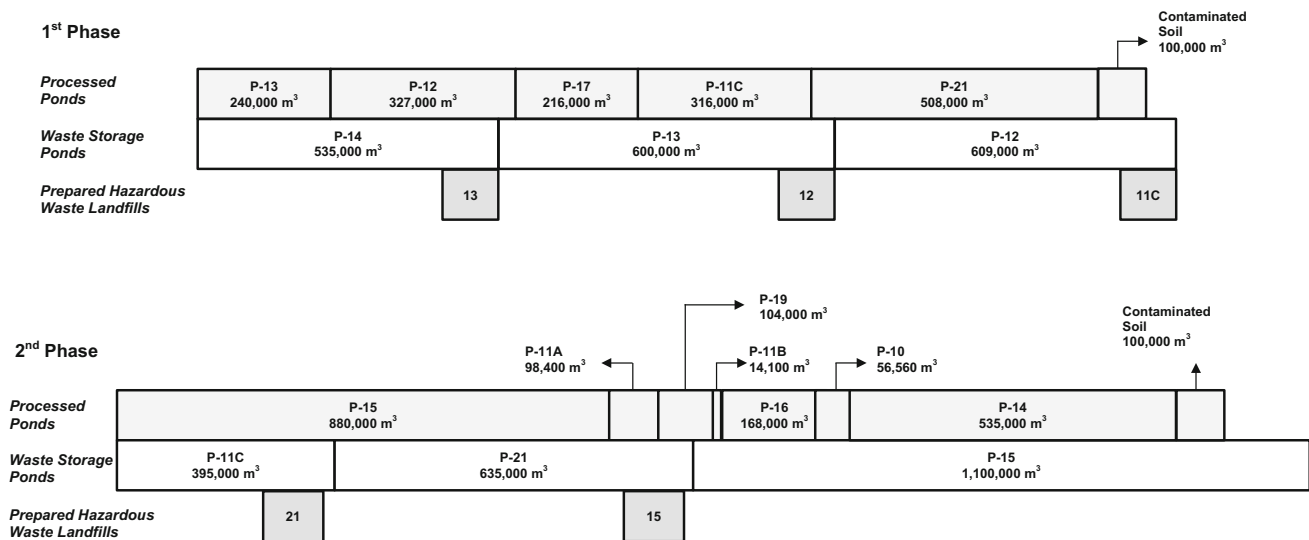 1st Phase
Contaminated
Soil
100,000 m³
Processed
Ponds
P-13
240,000 m³
P-12
327,000 m³
P-17
216,000 m³
P-11C
316,000 m³
P-21
508,000 m³
Waste Storage
Ponds
P-14
535,000 m³
P-13
600,000 m³
P-12
609,000 m³
Prepared Hazardous
Waste Landfills
13
12
11C
2nd Phase
P-11A
98,400 m³
P-19
104,000 m³
P-11B
14,100 m³
P-10
56,560 m³
Contaminated
Soil
100,000 m³
Processed
Ponds
P-15
880,000 m³
P-16
168,000 m³
P-14
535,000 m³
Waste Storage
Ponds
P-11C
395,000 m³
P-21
635,000 m³
P-15
1,100,000 m³
Prepared Hazardous
Waste Landfills
21
15